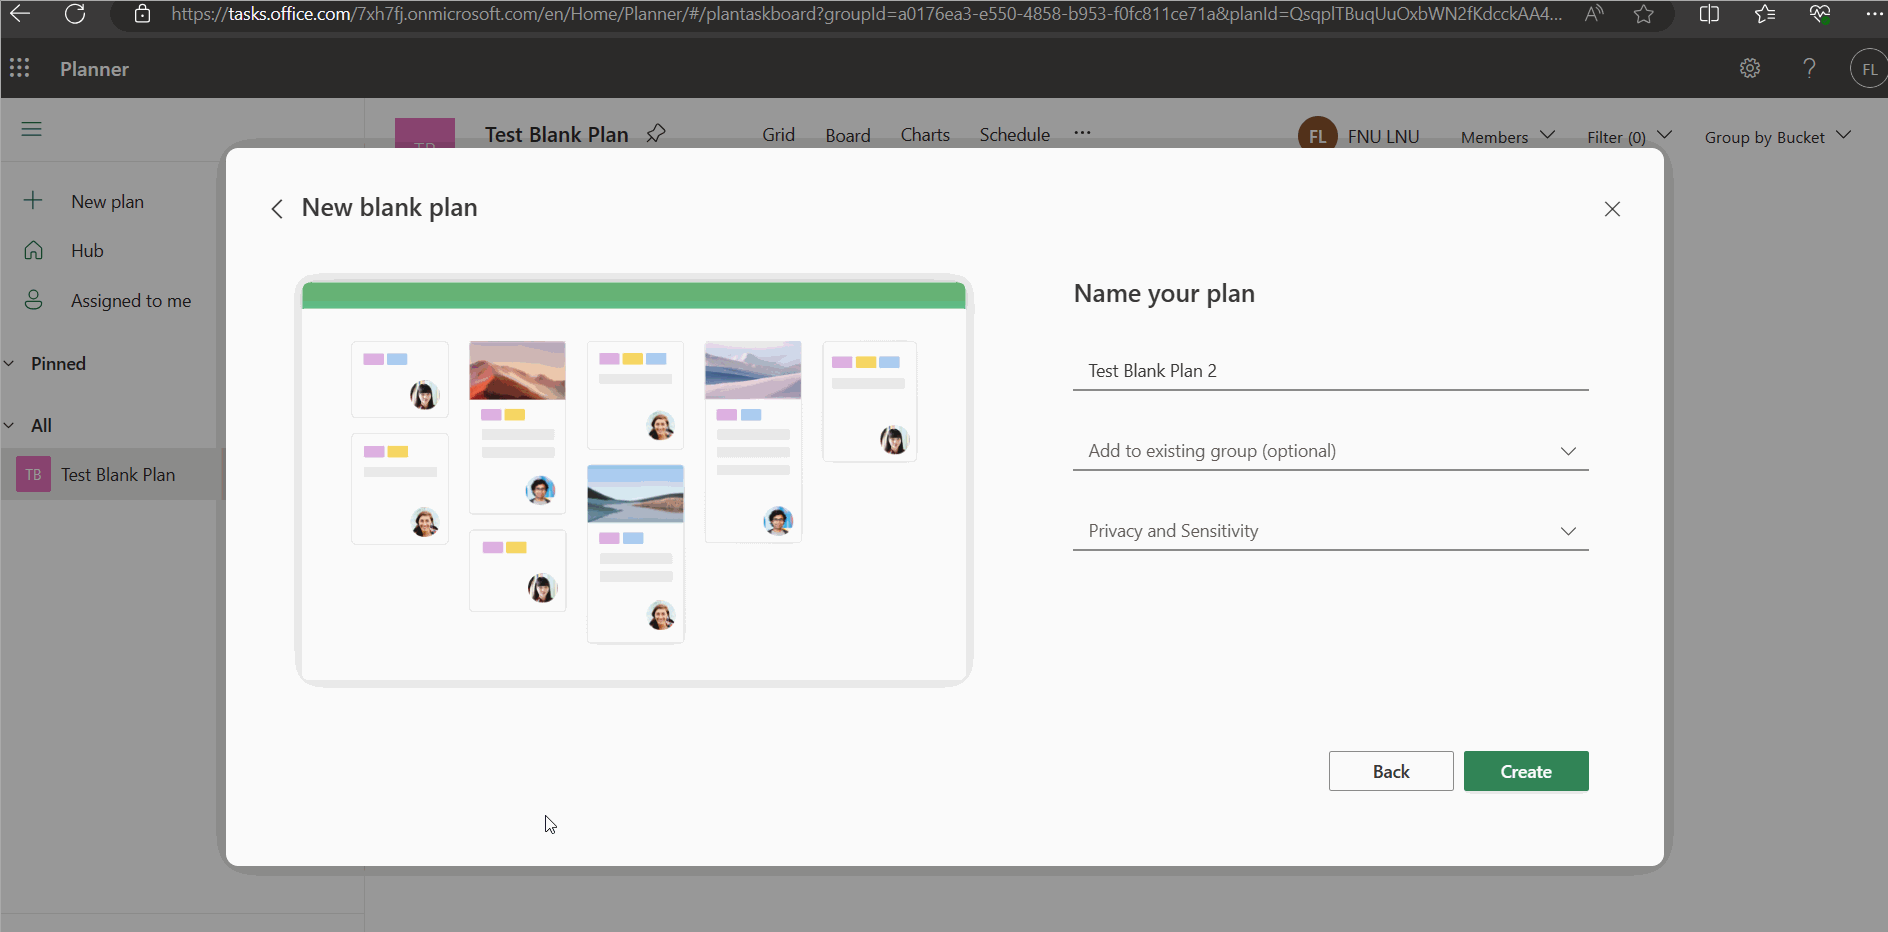 https://tasks.office.com/7xh7fj.onmicrosoft.com/en/Home/Planner/#/plantaskboard?groupId=a0176ea3-e550-4858-b953-f0fc811ce71a&planId=QsqplTBuqUuOxbWN2fKdcckAA4...
Planner
FL
TB
Test Blank Plan
Grid
Board
Charts
Schedule
FL
FNU LNU
Members
Filter (0)
Group by Bucket
New plan
Hub
Assigned to me
Pinned
All
TB
Test Blank Plan
New blank plan
Name your plan
Test Blank Plan 2
Add to existing group (optional)
Privacy and Sensitivity
Back
Create